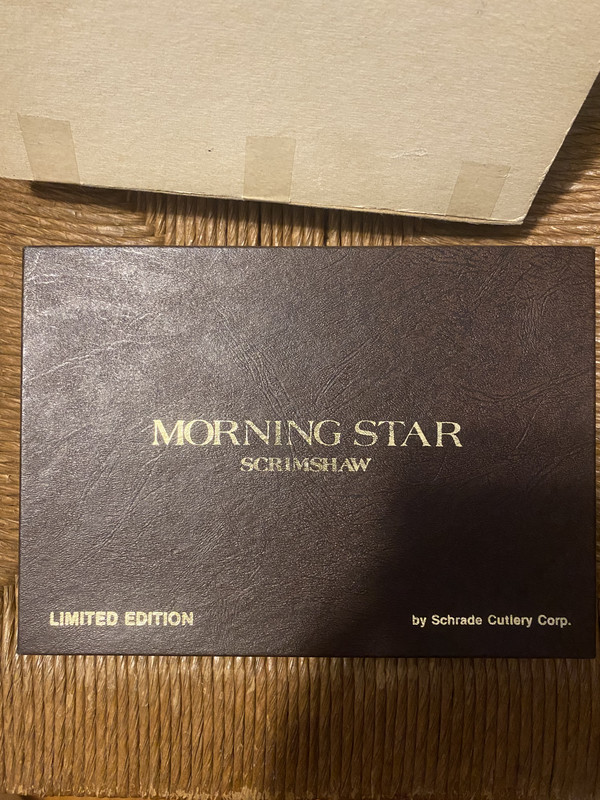 MORNING STAR
SCRIMSHAW
LIMITED EDITION
by Schrade Cutlery Corp.